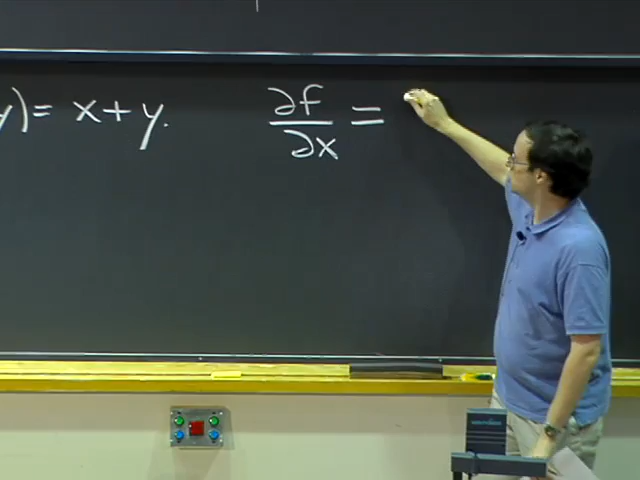 y) = x + y.
∂f/∂x =